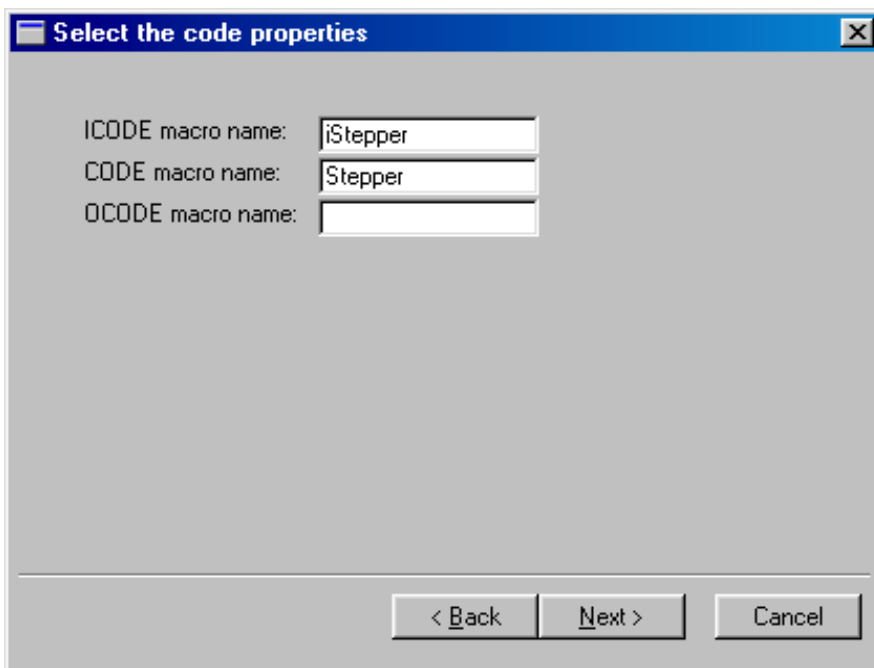 Select the code properties
ICODE macro name: iStepper
CODE macro name: Stepper
OCODE macro name:
< Back Next > Cancel